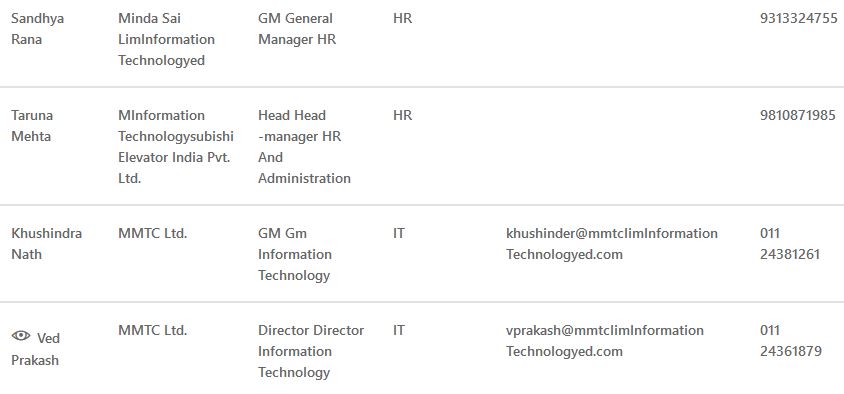 Sandhya
Rana
Minda Sai
LimInformation
Technologyed
GM General
Manager HR
HR
9313324755
Taruna
Mehta
MInformation
Technologysubishi
Elevator India Pvt.
Ltd.
Head Head
-manager HR
And
Administration
HR
9810871985
Khushindra
Nath
MMTC Ltd.
GM Gm
Information
Technology
IT
khushinder@mmtclimInformation
Technologyed.com
011
24381261
Ved
Prakash
MMTC Ltd.
Director Director
Information
Technology
IT
vprakash@mmtclimInformation
Technologyed.com
011
24361879